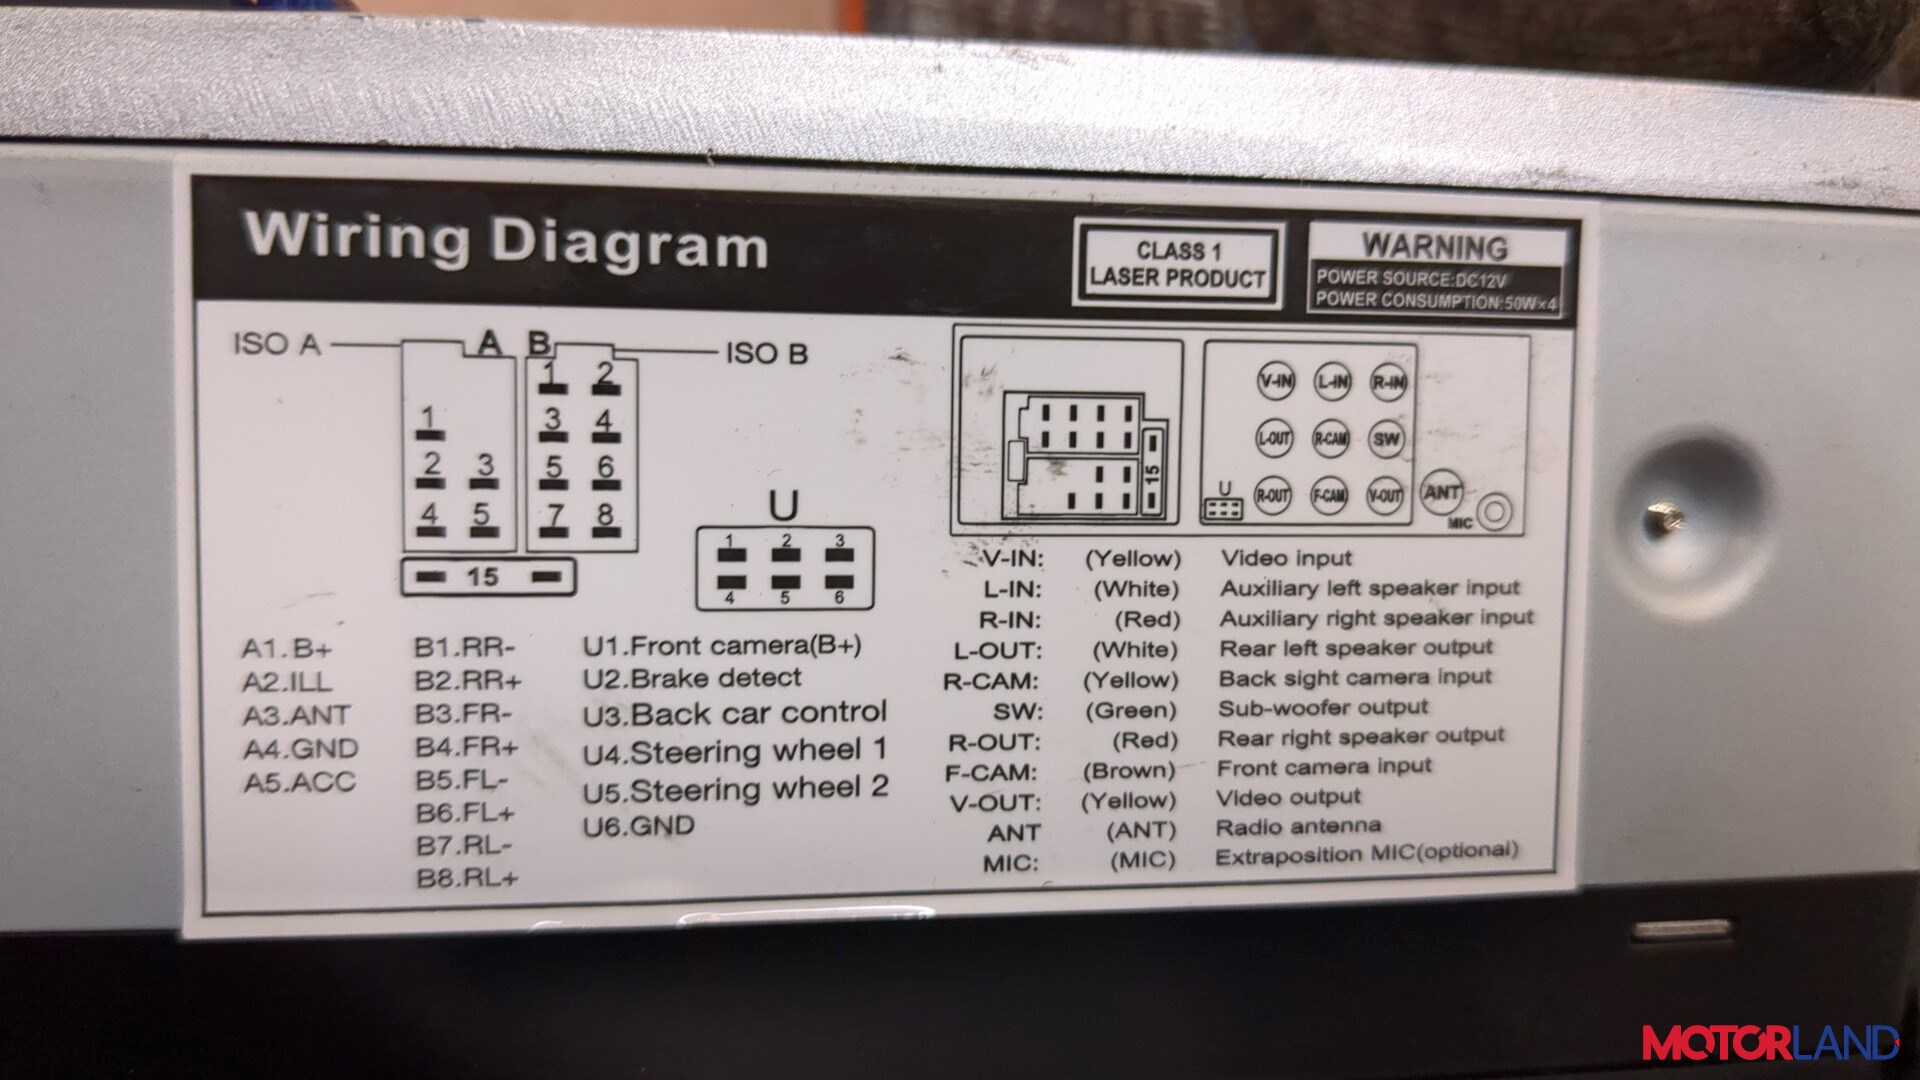 Wiring Diagram
CLASS 1
LASER PRODUCT
WARNING
POWER SOURCE:DC12V
POWER CONSUMPTION:50W×4
ISO A
A B
ISO B
1 2
1 3 4
2 3 5 6
4 5 7 8
15
U
1 2 3
4 5 6
V-IN L-IN R-IN
L-OUT R-CAM SW
U R-OUT F-CAM V-OUT ANT
MIC
15
A1.B+
A2.ILL
A3.ANT
A4.GND
A5.ACC
B1.RR-
B2.RR+
B3.FR-
B4.FR+
B5.FL-
B6.FL+
B7.RL-
B8.RL+
U1.Front camera(B+)
U2.Brake detect
U3.Back car control
U4.Steering wheel 1
U5.Steering wheel 2
U6.GND
V-IN: (Yellow) Video input
L-IN: (White) Auxiliary left speaker input
R-IN: (Red) Auxiliary right speaker input
L-OUT: (White) Rear left speaker output
R-CAM: (Yellow) Back sight camera input
SW: (Green) Sub-woofer output
R-OUT: (Red) Rear right speaker output
F-CAM: (Brown) Front camera input
V-OUT: (Yellow) Video output
ANT (ANT) Radio antenna
MIC: (MIC) Extraposition MIC(optional)
MOTORLAND